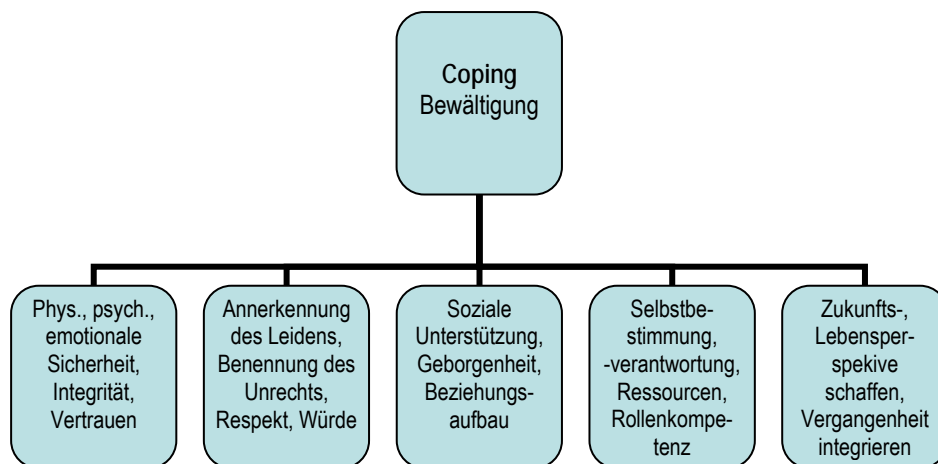 Coping
Bewältigung
Phys., psych.,
emotionale
Sicherheit,
Integrität,
Vertrauen
Annerkennung
des Leidens,
Benennung des
Unrechts,
Respekt, Würde
Soziale
Unterstützung,
Geborgenheit,
Beziehungs-
aufbau
Selbstbe-
stimmung,
-verantwortung,
Ressourcen,
Rollenkompe-
tenz
Zukunfts-,
Lebensper-
spekive
schaffen,
Vergangenheit
integrieren